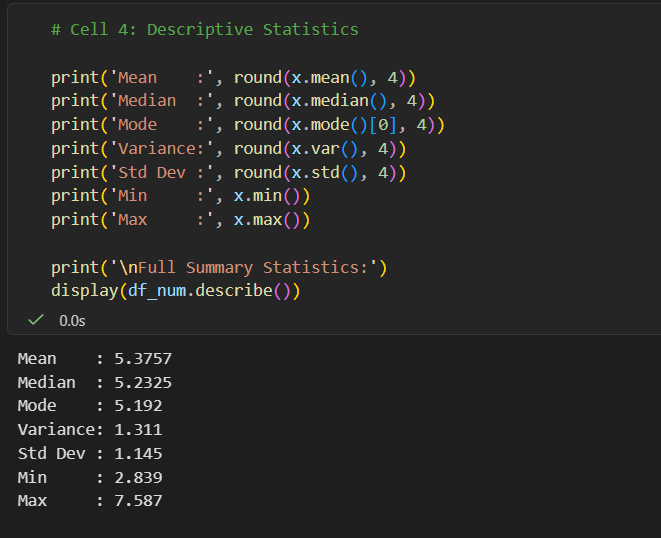 # Cell 4: Descriptive Statistics
print('Mean    :', round(x.mean(), 4))
print('Median  :', round(x.median(), 4))
print('Mode    :', round(x.mode()[0], 4))
print('Variance:', round(x.var(), 4))
print('Std Dev :', round(x.std(), 4))
print('Min     :', x.min())
print('Max     :', x.max())
print('\nFull Summary Statistics:')
display(df_num.describe())
0.0s
Mean    : 5.3757
Median  : 5.2325
Mode    : 5.192
Variance: 1.311
Std Dev : 1.145
Min     : 2.839
Max     : 7.587